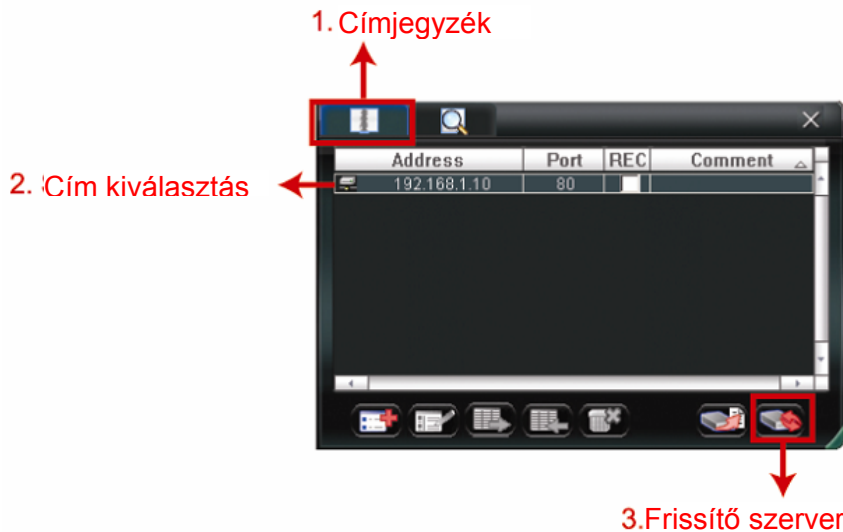 1. Címjegyzék
Address Port REC Comment
2. Cím kiválasztás
192.168.1.10 80
3.Frissítő szerver